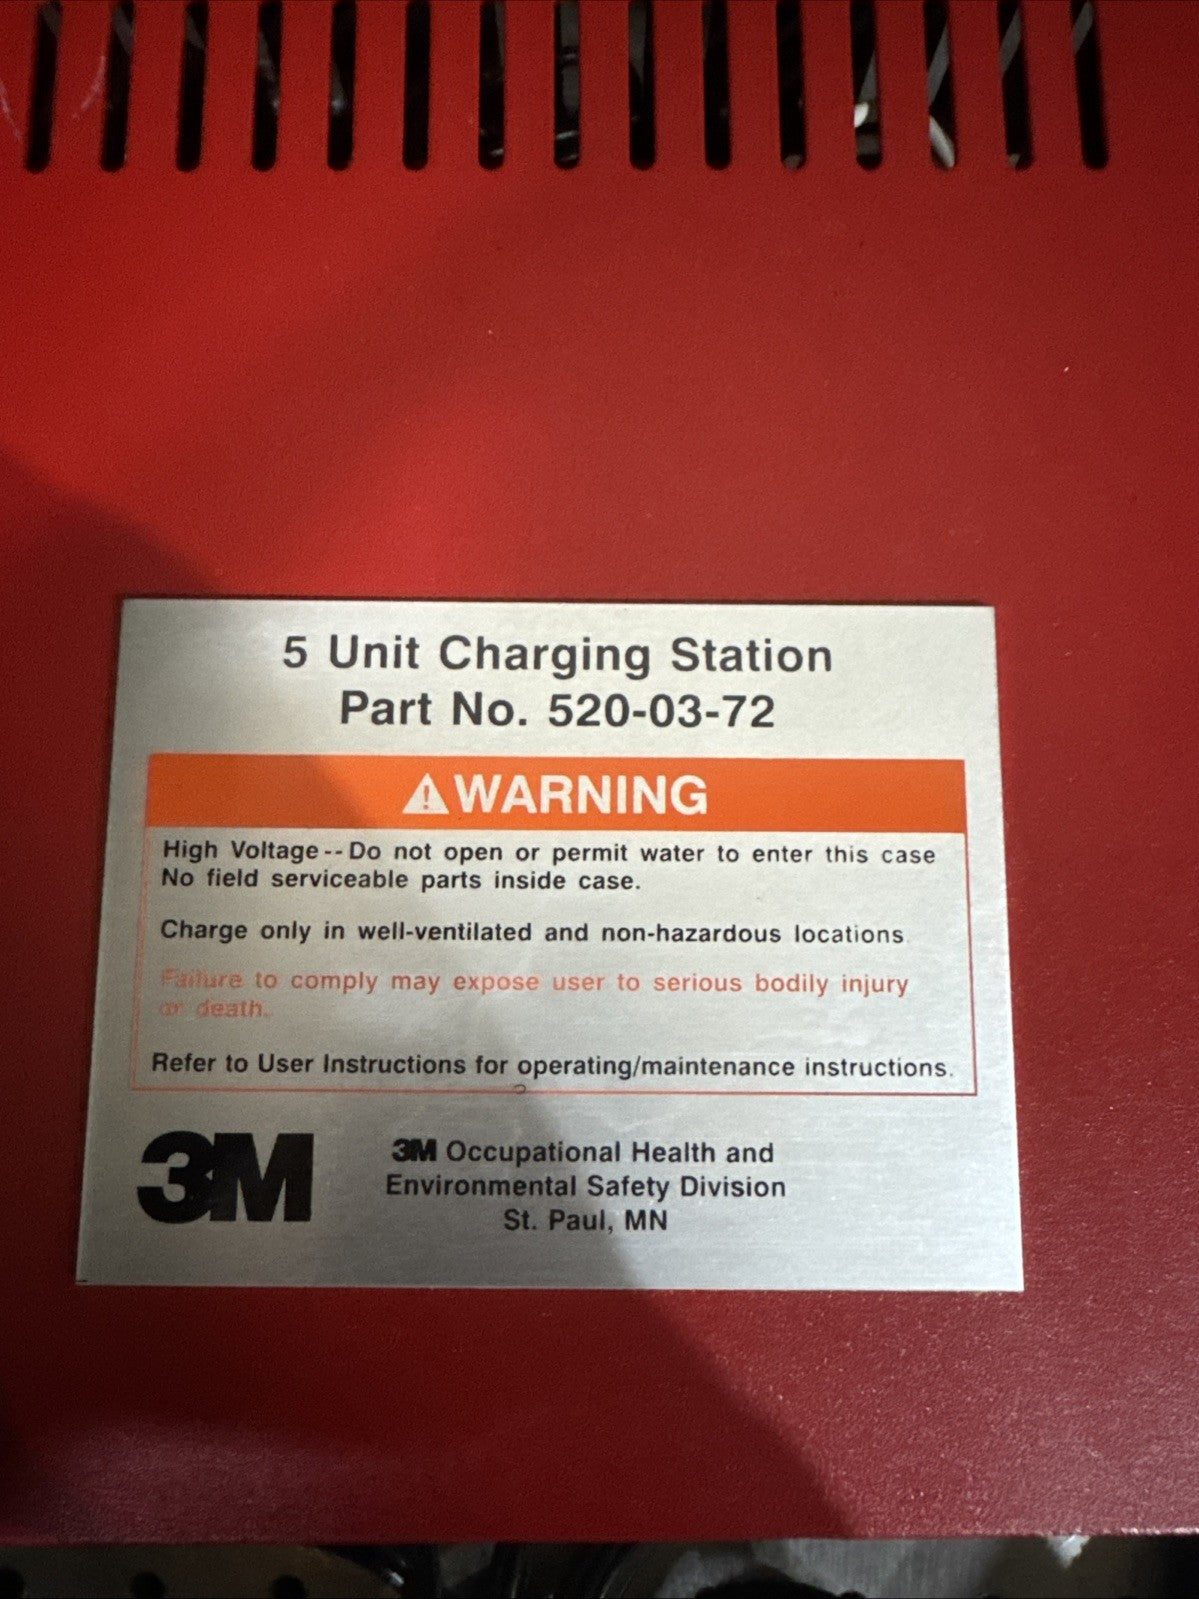 5 Unit Charging Station
Part No. 520-03-72
WARNING
High Voltage--Do not open or permit water to enter this case
No field serviceable parts inside case.
Charge only in well-ventilated and non-hazardous locations
Failure to comply may expose user to serious bodily injury
or death.
Refer to User Instructions for operating/maintenance instructions.
3M
3M Occupational Health and
Environmental Safety Division
St. Paul, MN